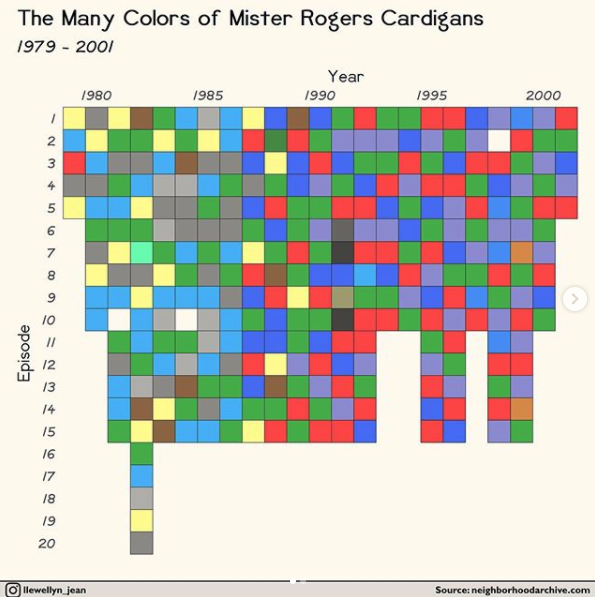 The Many Colors of Mister Rogers Cardigans
1979 - 2001
Year
1980 1985 1990 1995 2000
Episode
1
2
3
4
5
6
7
8
9
10
11
12
13
14
15
16
17
18
19
20
llewellyn_jean
Source: neighborhoodarchive.com